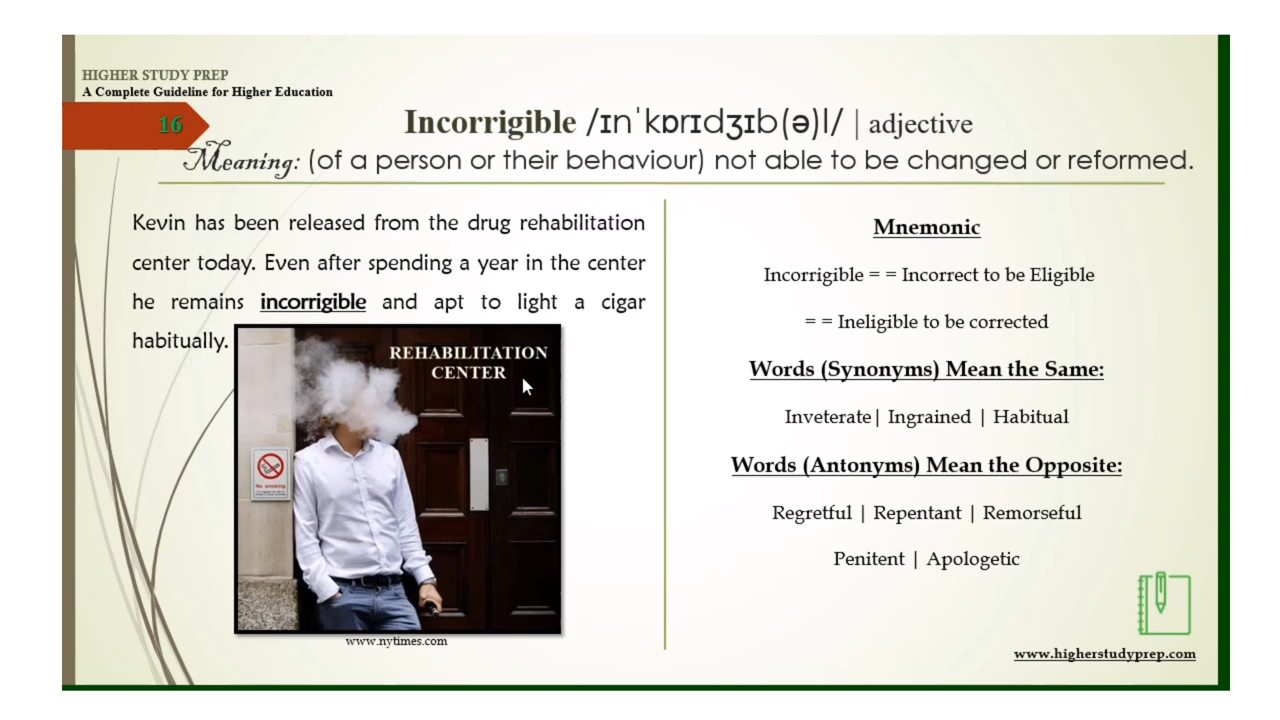 HIGHER STUDY PREP
A Complete Guideline for Higher Education
16
Incorrigible /ɪnˈkɒrɪdʒɪb(ə)l/ | adjective
Meaning: (of a person or their behaviour) not able to be changed or reformed.
Kevin has been released from the drug rehabilitation
center today. Even after spending a year in the center
he remains incorrigible and apt to light a cigar
habitually.
REHABILITATION
CENTER
No smoking
www.nytimes.com
Mnemonic
Incorrigible = = Incorrect to be Eligible
= = Ineligible to be corrected
Words (Synonyms) Mean the Same:
Inveterate| Ingrained | Habitual
Words (Antonyms) Mean the Opposite:
Regretful | Repentant | Remorseful
Penitent | Apologetic
www.higherstudyprep.com